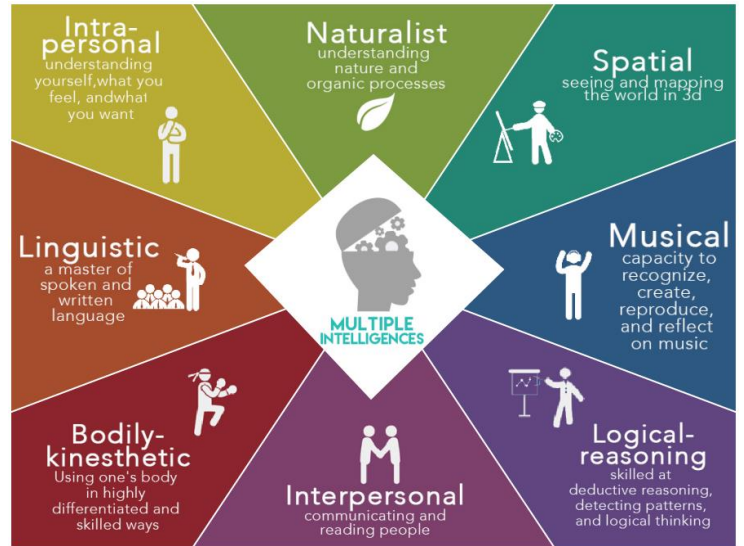 Intra-
personal
understanding
yourself,what you
feel, andwhat
you want
Naturalist
understanding
nature and
organic processes
Spatial
seeing and mapping
the world in 3d
Linguistic
a master of
spoken and
written
language
MULTIPLE
INTELLIGENCES
Musical
capacity to
recognize,
create,
reproduce,
and reflect
on music
Bodily-
kinesthetic
Using one's body
in highly
differentiated and
skilled ways
Interpersonal
communicating and
reading people
Logical-
reasoning
skilled at
deductive reasoning,
detecting patterns,
and logical thinking